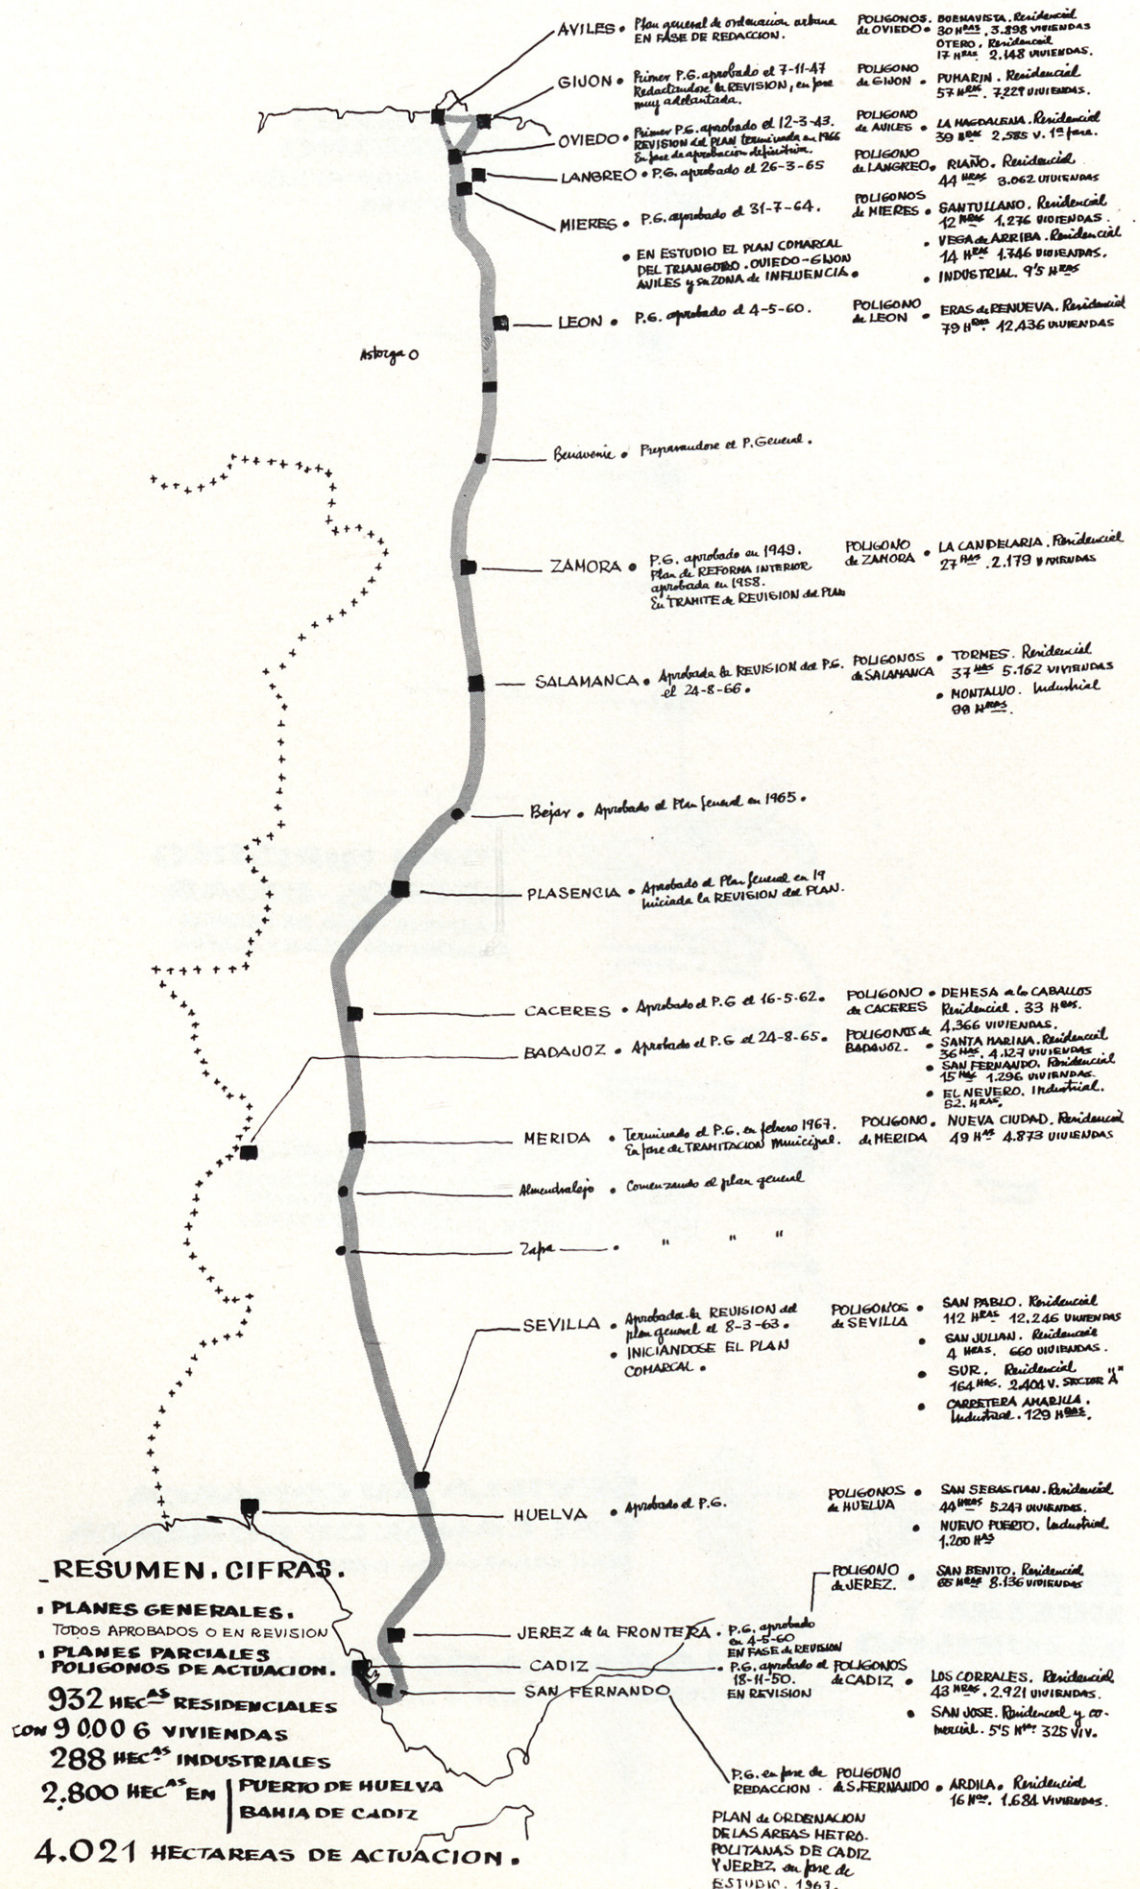 AVILES • Plan general de ordenacion urbana
EN FASE DE REDACCION.
POLIGONOS. BUENAVISTA. Residencial
de OVIEDO • 30 HRAS. 3.898 VIVIENDAS
OTERO. Residencial
17 HRAS. 2.148 VIVIENDAS.
GIJON • Primer P.G. aprobado el 7-11-47
Redactandose la REVISION, en fase
muy adelantada.
POLIGONO
de GIJON • PUMARIN. Residencial
57 HRAS. 7.229 VIVIENDAS.
OVIEDO • Primer P.G. aprobado el 12-3-43.
REVISION del PLAN terminada en 1966
En fase de aprobacion definitiva.
POLIGONO
de AVILES • LA MAGDALENA. Residencial
39 HRAS 2.585 V. 1ª fase.
LANGREO • P.G. aprobado el 26-3-65
POLIGONO
de LANGREO. RIAÑO. Residencial
44 HRAS 3.062 VIVIENDAS
MIERES • P.G. aprobado el 31-7-64.
POLIGONOS
de MIERES • SANTULLANO. Residencial
12 HRAS 1.276 VIVIENDAS.
• VEGA de ARRIBA. Residencial
14 HRAS 1.746 VIVIENDAS.
• INDUSTRIAL. 9'5 HRAS
• EN ESTUDIO EL PLAN COMARCAL
DEL TRIANGULO. OVIEDO-GIJON
AVILES y su ZONA de INFLUENCIA.
LEON • P.G. aprobado el 4-5-60.
POLIGONO
de LEON • ERAS de RENUEVA. Residencial
79 HRAS 12.436 VIVIENDAS
Astorga
Benavente • Preparandose el P. General.
ZAMORA • P.G. aprobado en 1949.
Plan de REFORMA INTERIOR
aprobada en 1958.
En TRAMITE de REVISION del PLAN
POLIGONO
de ZAMORA • LA CANDELARIA. Residencial
27 HAS. 2.179 VIVIENDAS
SALAMANCA • Aprobada la REVISION del P.G.
el 24-8-66.
POLIGONOS
de SALAMANCA • TORMES. Residencial
37 HAS 5.162 VIVIENDAS
• MONTALVO. Industrial
99 HRAS.
Bejar • Aprobado el Plan General en 1965.
PLASENCIA • Aprobado el Plan General en 19
Iniciada la REVISION del PLAN.
CACERES • Aprobado el P.G el 16-5-62.
POLIGONO
de CACERES • DEHESA de los CABALLOS
Residencial. 33 Hras.
4.366 VIVIENDAS.
BADAJOZ • Aprobado el P.G el 24-8-65.
POLIGONOS de
BADAJOZ. • SANTA MARINA. Residencial
36 HAS. 4.127 VIVIENDAS
• SAN FERNANDO. Residencial
15 HAS 1.296 VIVIENDAS.
• EL NEVERO. Industrial.
52. HRAS.
MERIDA • Terminado el P.G. en febrero 1967.
En fase de TRAMITACION Municipal.
POLIGONO.
de MERIDA NUEVA CIUDAD. Residencial
49 HAS 4.873 VIVIENDAS
Almendralejo • Comenzando el plan general
Zafra • " " "
SEVILLA • Aprobada la REVISION del
plan general el 8-3-63.
• INICIANDOSE EL PLAN
COMARCAL.
POLIGONOS
de SEVILLA • SAN PABLO. Residencial
112 HRAS 12.246 VIVIENDAS
• SAN JULIAN. Residencial
4 HRAS. 660 VIVIENDAS.
• SUR. Residencial
164 HAS. 2.404 V. SECTOR "A"
• CARRETERA AMARILLA.
Industrial. 129 HRAS.
HUELVA • Aprobado el P.G.
POLIGONOS
de HUELVA • SAN SEBASTIAN. Residencial
44 HRAS 5.247 VIVIENDAS.
• NUEVO PUERTO. Industrial
1.200 HAS
POLIGONO
de JEREZ. SAN BENITO. Residencial
65 HRAS 8.136 VIVIENDAS
JEREZ de la FRONTERA • P.G. aprobado
en 4-5-60
EN FASE de REVISION
CADIZ • P.G. aprobado el
18-11-50.
EN REVISION
POLIGONOS
de CADIZ • LOS CORRALES. Residencial
43 HRAS. 2.921 VIVIENDAS.
• SAN JOSE. Residencial y co-
mercial. 5'5 Has 325 VIV.
SAN FERNANDO
P.G. en fase de
REDACCION.
POLIGONO
de S. FERNANDO • ARDILA. Residencial
16 Has. 1.684 VIVIENDAS.
PLAN de ORDENACION
DE LAS AREAS METRO-
POLITANAS DE CADIZ
Y JEREZ en fase de
ESTUDIO. 1967.
RESUMEN. CIFRAS.
• PLANES GENERALES.
TODOS APROBADOS O EN REVISION
• PLANES PARCIALES
POLIGONOS DE ACTUACION.
932 HECAS RESIDENCIALES
CON 90006 VIVIENDAS
288 HECAS INDUSTRIALES
2.800 HECAS EN PUERTO DE HUELVA
BAHIA DE CADIZ
4.021 HECTAREAS DE ACTUACION.